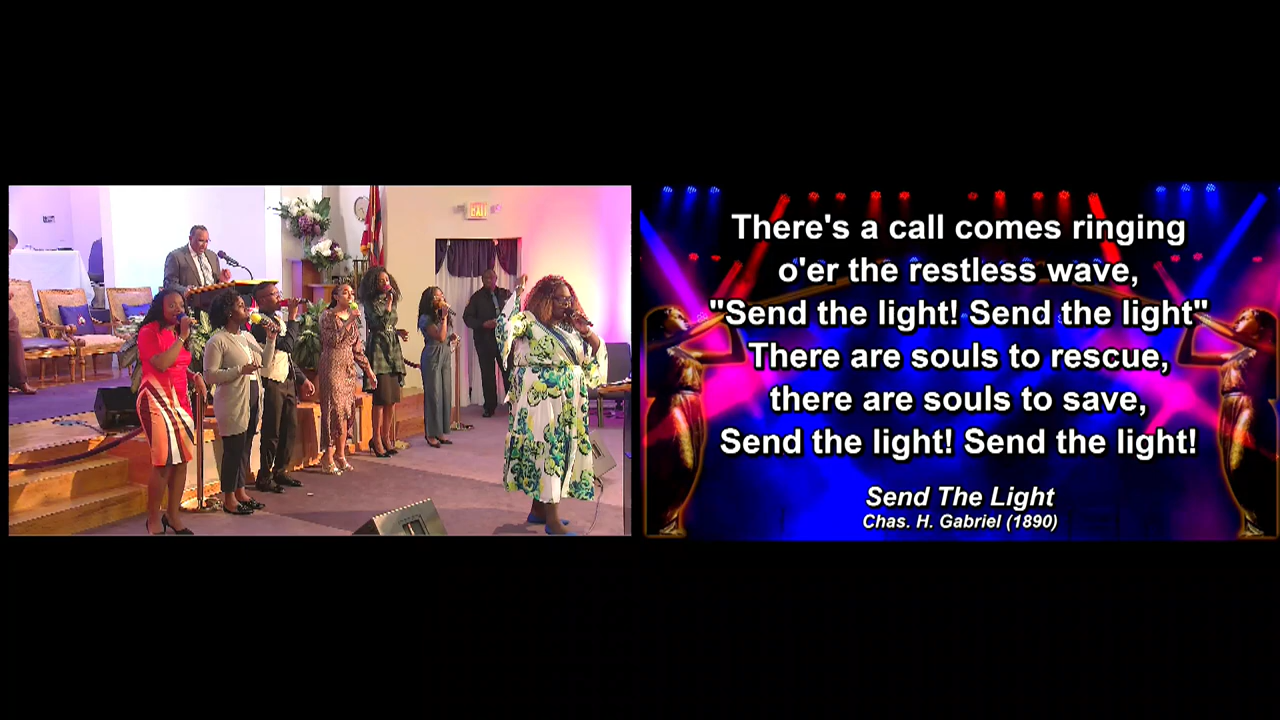 EXIT
There's a call comes ringing
o'er the restless wave,
"Send the light! Send the light"
There are souls to rescue,
there are souls to save,
Send the light! Send the light!
Send The Light
Chas. H. Gabriel (1890)